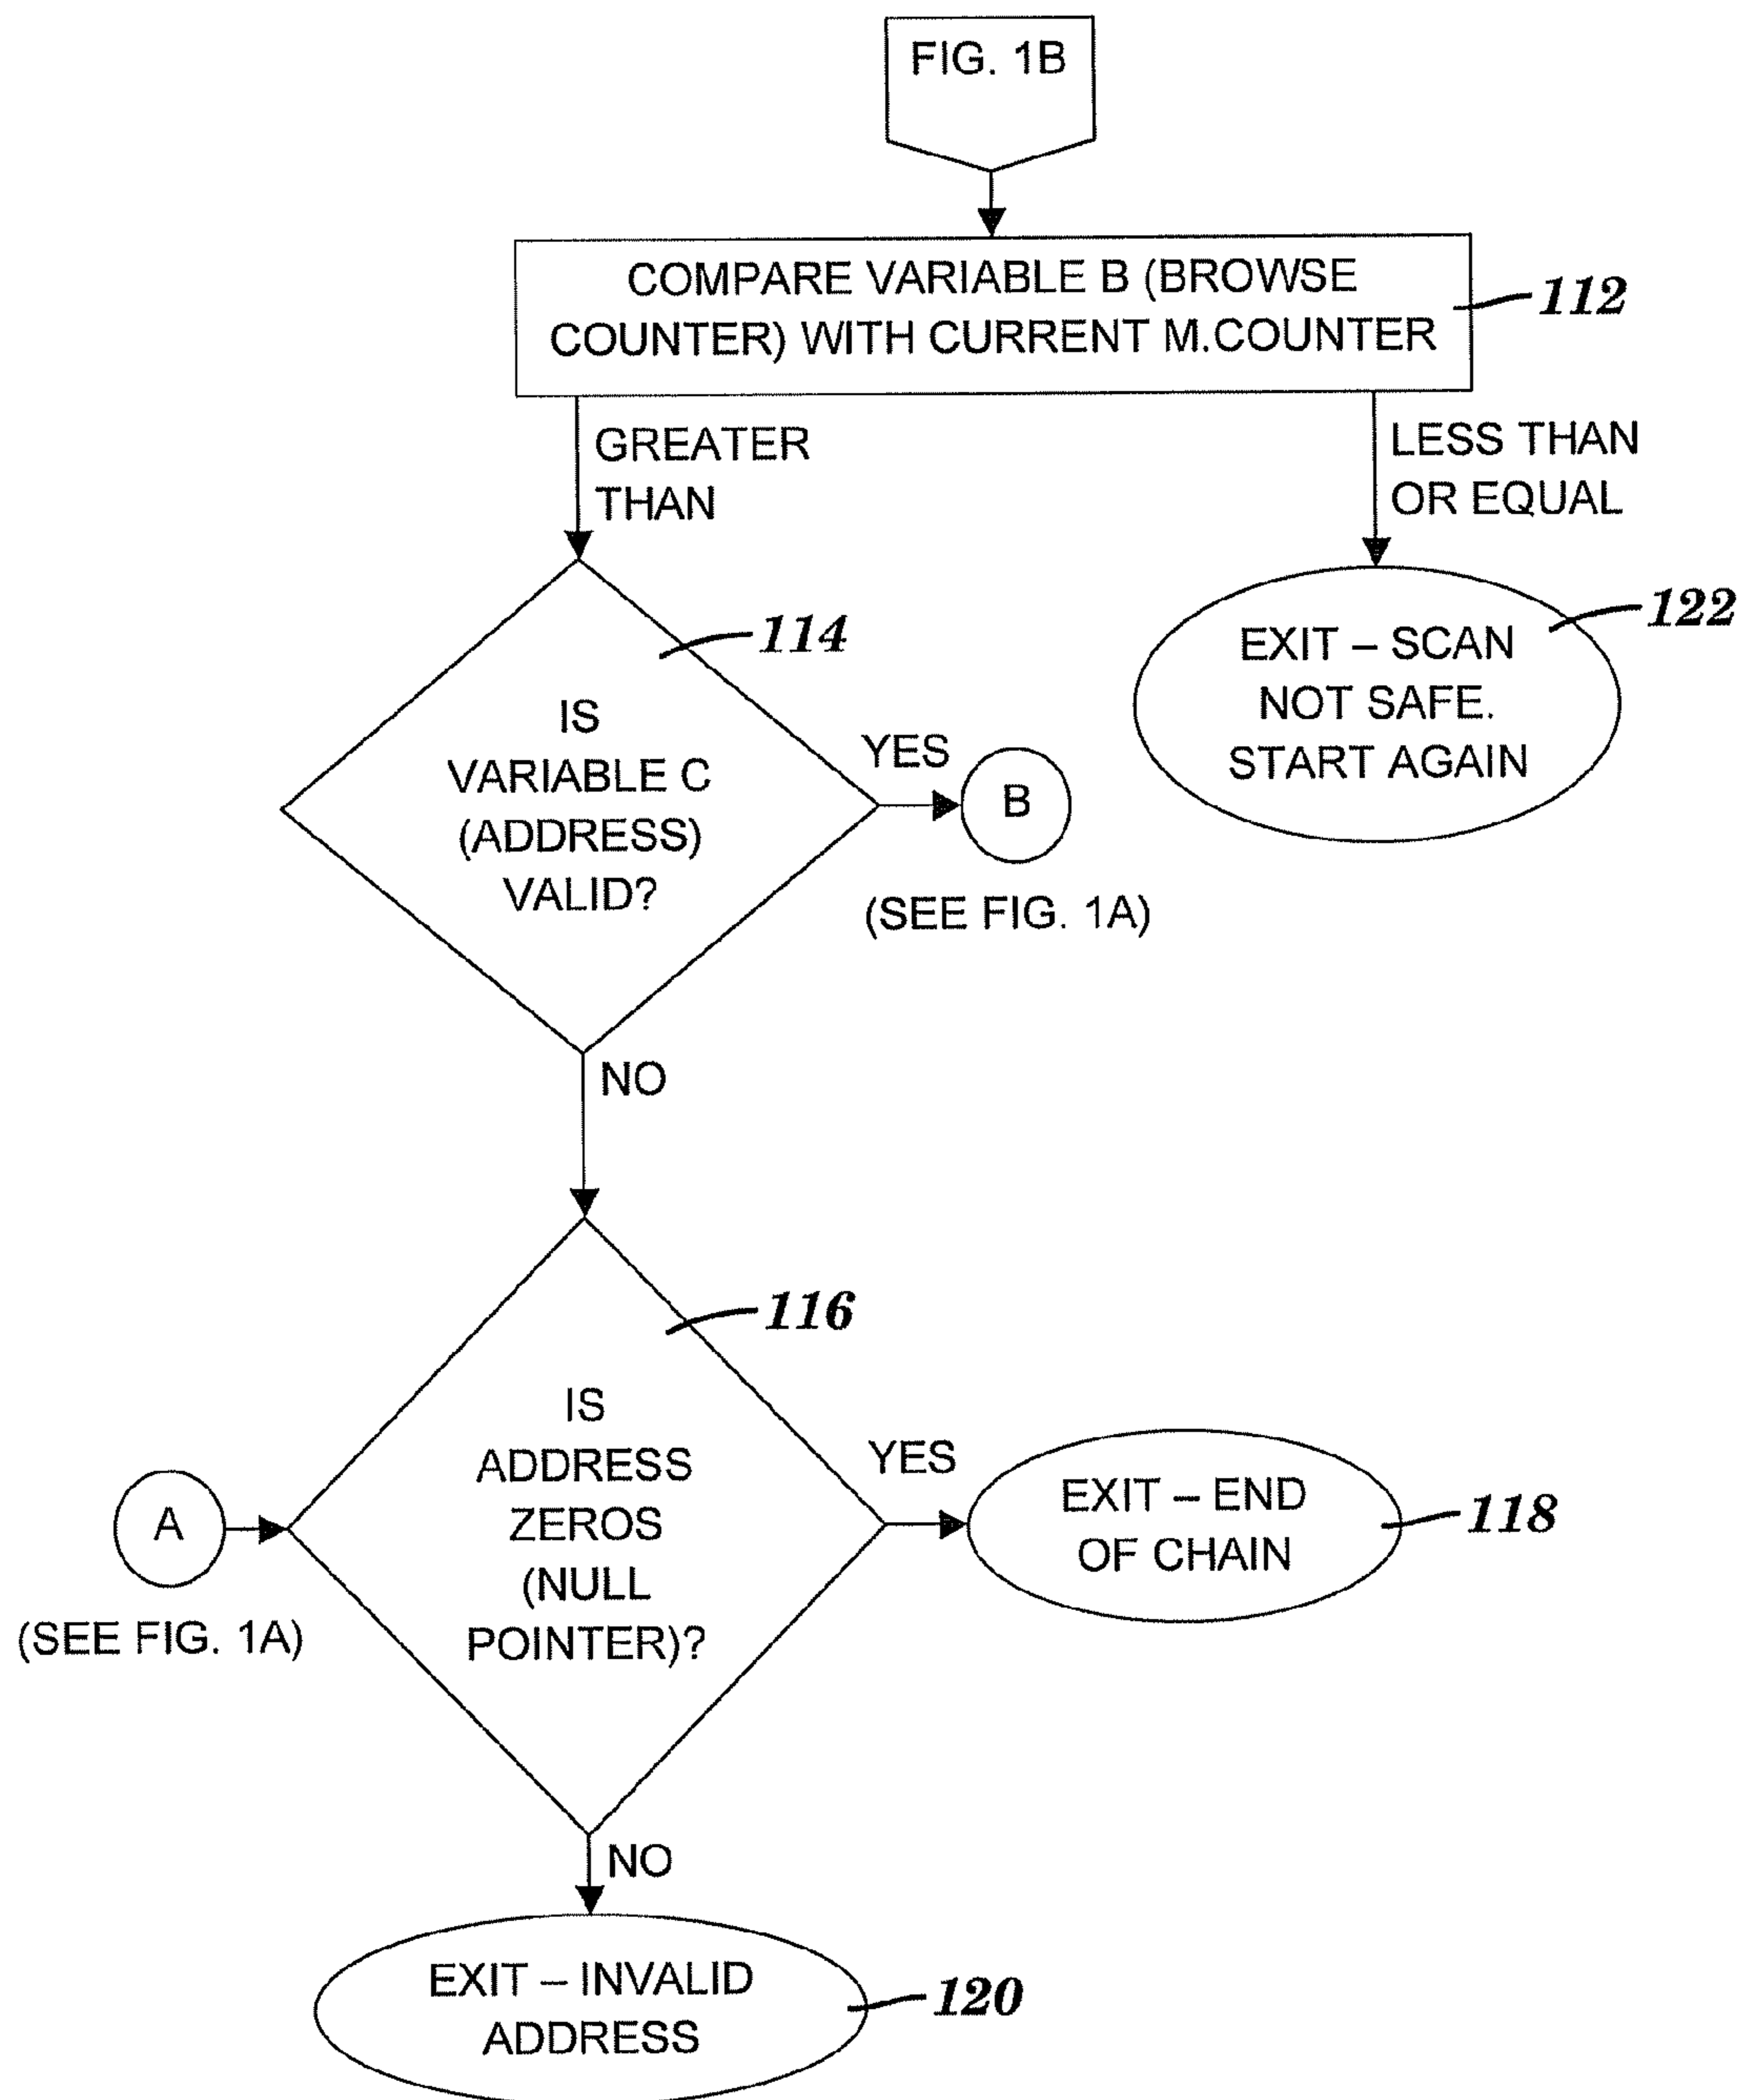 FIG. 1B
COMPARE VARIABLE B (BROWSE
COUNTER) WITH CURRENT M.COUNTER
112
GREATER
THAN
LESS THAN
OR EQUAL
114
IS
VARIABLE C
(ADDRESS)
VALID?
YES
B
(SEE FIG. 1A)
122
EXIT – SCAN
NOT SAFE.
START AGAIN
NO
116
IS
ADDRESS
ZEROS
(NULL
POINTER)?
A
(SEE FIG. 1A)
YES
EXIT – END
OF CHAIN
118
NO
EXIT – INVALID
ADDRESS
120